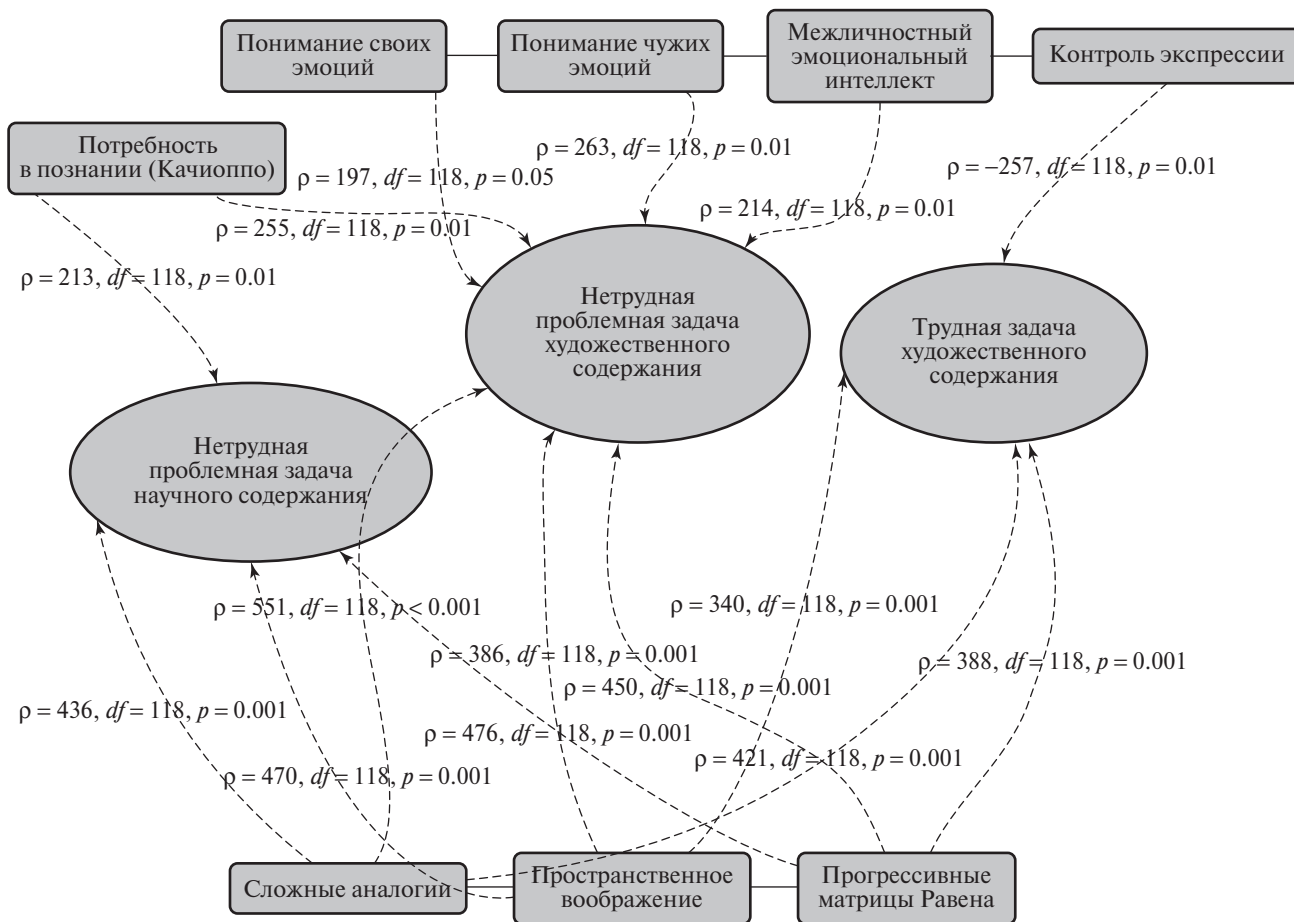 Понимание своих
эмоций
Понимание чужих
эмоций
Межличностный
эмоциональный
интеллект
Контроль экспрессии
Потребность
в познании (Качиоппо)
ρ = 263, df = 118, p = 0.01
ρ = –257, df = 118, p = 0.01
ρ = 197, df = 118, p = 0.05
ρ = 214, df = 118, p = 0.01
ρ = 255, df = 118, p = 0.01
ρ = 213, df = 118, p = 0.01
Нетрудная
проблемная задача
художественного
содержания
Трудная задача
художественного
содержания
Нетрудная
проблемная задача
научного содержания
ρ = 551, df = 118, p < 0.001
ρ = 340, df = 118, p = 0.001
ρ = 386, df = 118, p = 0.001
ρ = 388, df = 118, p = 0.001
ρ = 450, df = 118, p = 0.001
ρ = 436, df = 118, p = 0.001
ρ = 476, df = 118, p = 0.001
ρ = 421, df = 118, p = 0.001
ρ = 470, df = 118, p = 0.001
Сложные аналогии
Пространственное
воображение
Прогрессивные
матрицы Равена